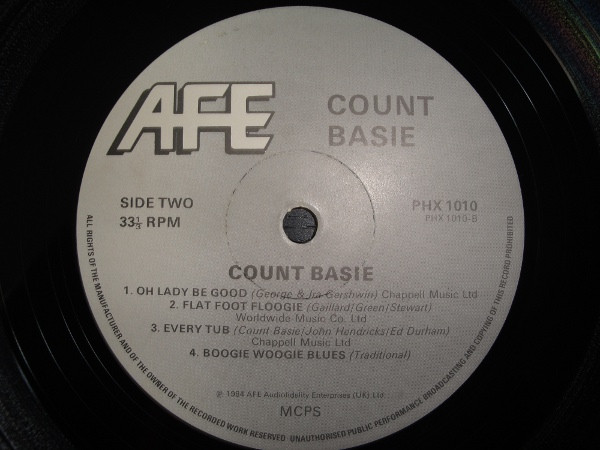 AFE
COUNT
BASIE
SIDE TWO
33⅓ RPM
PHX 1010
PHX 1010-B
COUNT BASIE
1. OH LADY BE GOOD (George & Ira Gershwin) Chappell Music Ltd
2. FLAT FOOT FLOOGIE (Gaillard/Green/Stewart)
Worldwide Music Co. Ltd
3. EVERY TUB (Count Basie/John Hendricks/Ed Durham)
Chappell Music Ltd
4. BOOGIE WOOGIE BLUES (Traditional)
℗ 1984 AFE Audiofidelity Enterprises (UK) Ltd.
MCPS
ALL RIGHTS OF THE MANUFACTURER AND OF THE OWNER OF THE RECORDED WORK RESERVED · UNAUTHORISED PUBLIC PERFORMANCE BROADCASTING AND COPYING OF THIS RECORD PROHIBITED